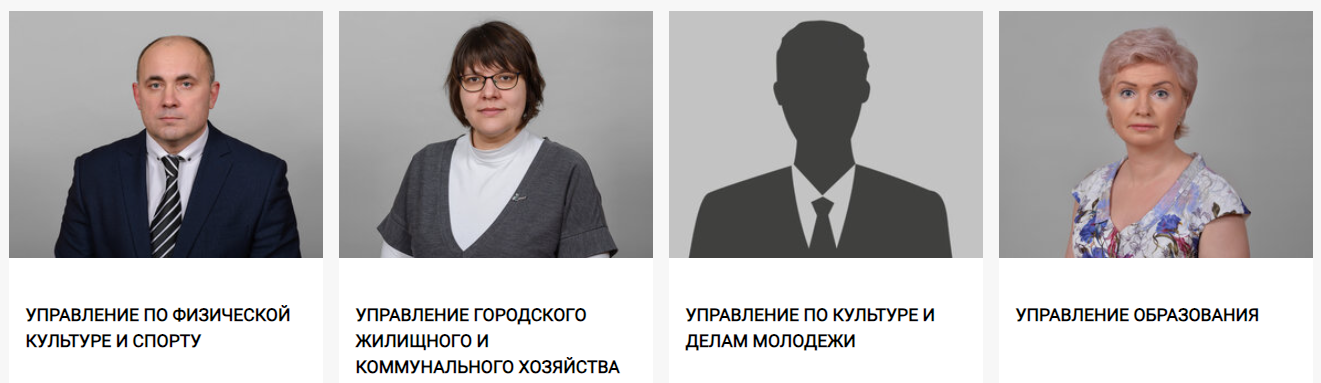 УПРАВЛЕНИЕ ПО ФИЗИЧЕСКОЙ
КУЛЬТУРЕ И СПОРТУ
УПРАВЛЕНИЕ ГОРОДСКОГО
ЖИЛИЩНОГО И
КОММУНАЛЬНОГО ХОЗЯЙСТВА
УПРАВЛЕНИЕ ПО КУЛЬТУРЕ И
ДЕЛАМ МОЛОДЕЖИ
УПРАВЛЕНИЕ ОБРАЗОВАНИЯ